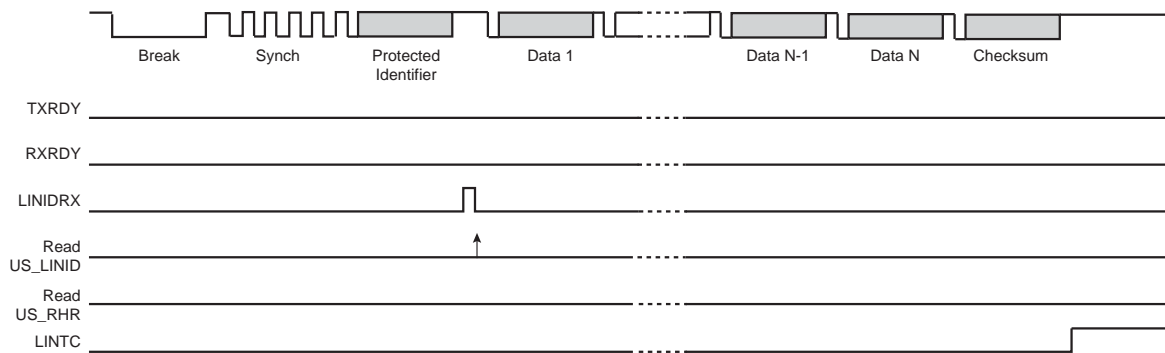 Break Synch Protected Data 1 Data N-1 Data N Checksum
Identifier
TXRDY
RXRDY
LINIDRX
Read
US_LINID
Read
US_RHR
LINTC